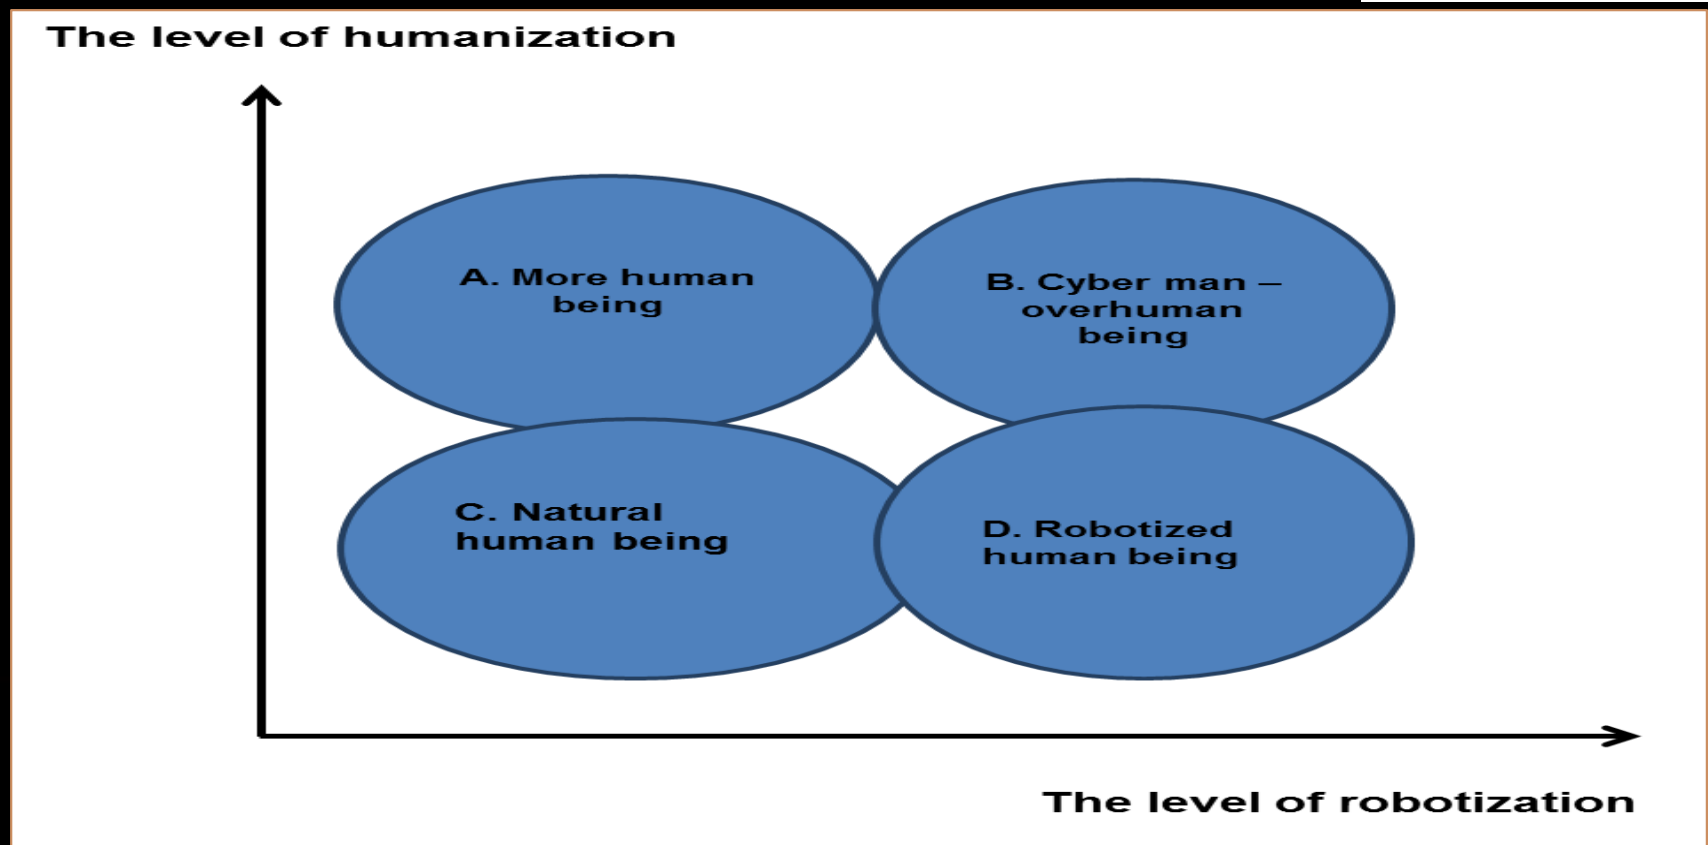 The level of humanization
A. More human
being
B. Cyber man –
overhuman
being
C. Natural
human being
D. Robotized
human being
The level of robotization